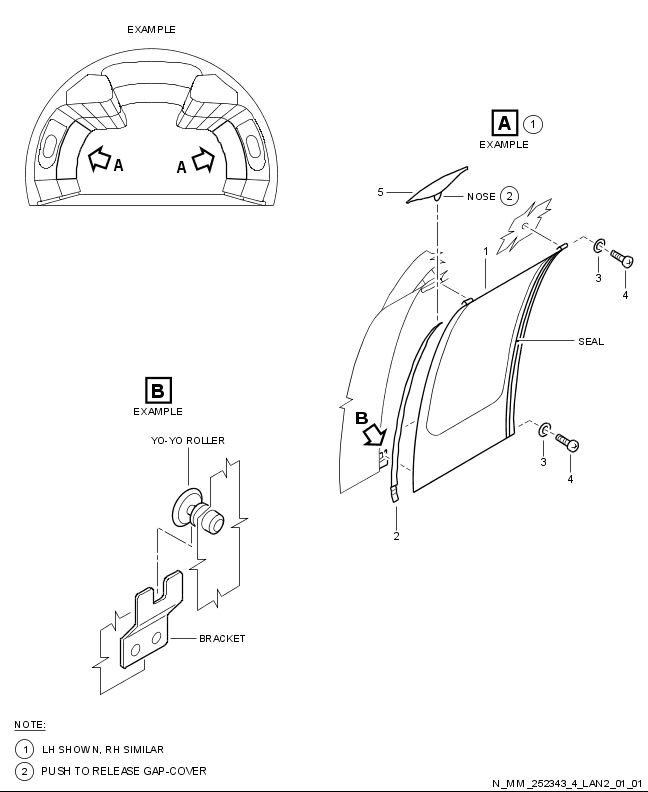 EXAMPLE
A
A
A 1
EXAMPLE
5
NOSE 2
1
3
4
SEAL
B
EXAMPLE
B
YO-YO ROLLER
3
4
2
BRACKET
NOTE:
1 LH SHOWN, RH SIMILAR
2 PUSH TO RELEASE GAP-COVER
N_MM_252343_4_LAN2_01_01